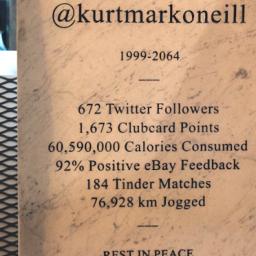 @kurtmarkoneill
1999-2064
672 Twitter Followers
1,673 Clubcard Points
60,590,000 Calories Consumed
92% Positive eBay Feedback
184 Tinder Matches
76,928 km Jogged
REST IN PEACE